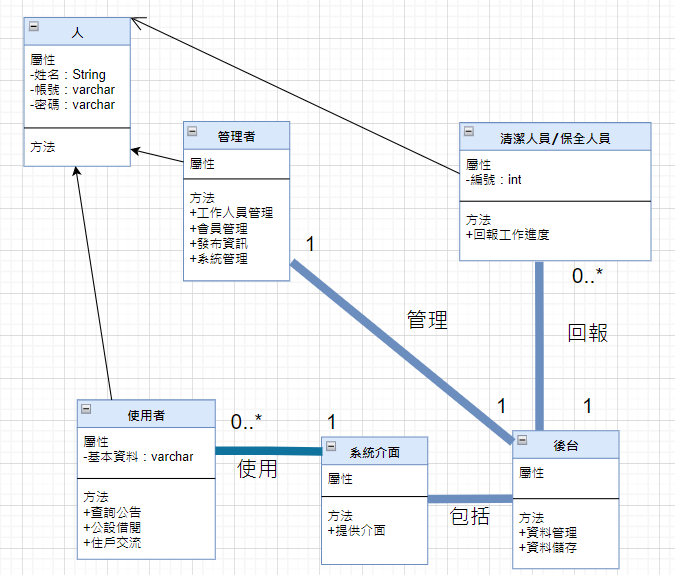 人
屬性
-姓名：String
-帳號：varchar
-密碼：varchar
方法
管理者
屬性
方法
+工作人員管理
+會員管理
+發布資訊
+系統管理
清潔人員/保全人員
屬性
-編號：int
方法
+回報工作進度
1
0..*
管理
回報
1
1
使用者
屬性
-基本資料：varchar
方法
+查詢公告
+公設借閱
+住戶交流
0..*
1
使用
系統介面
屬性
方法
+提供介面
包括
後台
屬性
方法
+資料管理
+資料儲存